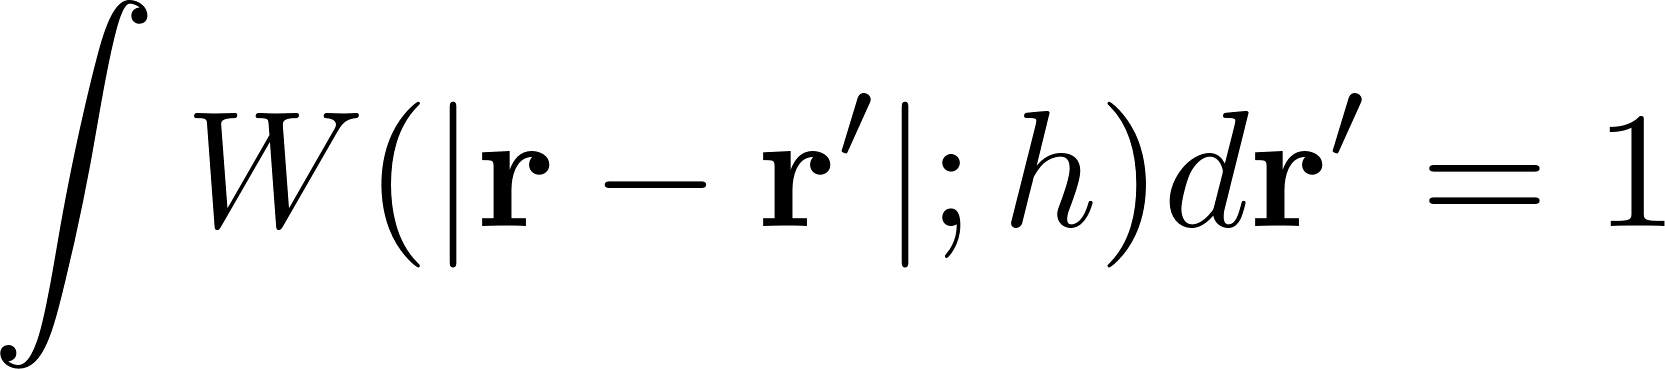 ∫ W(|𝐫 − 𝐫′|; h)d𝐫′ = 1